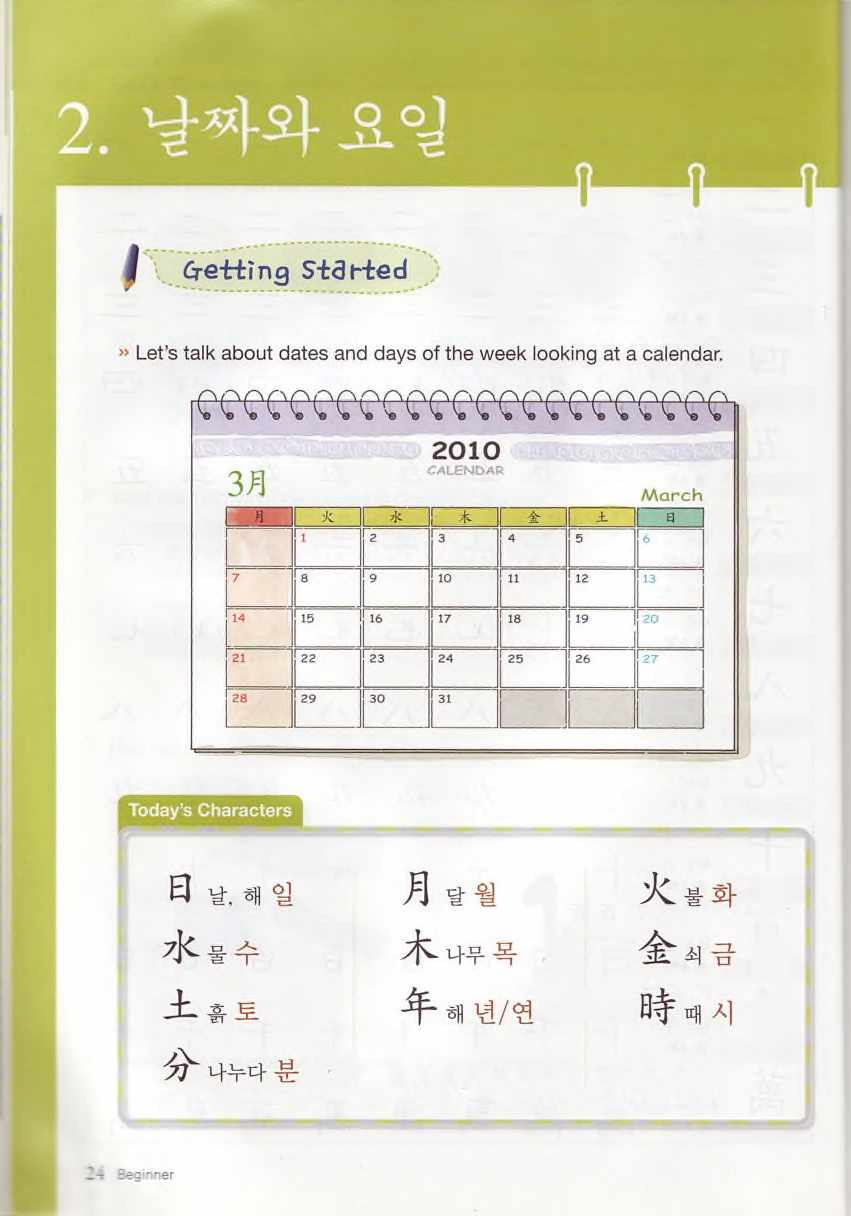 2. 날짜와 요일
Getting Started
» Let's talk about dates and days of the week looking at a calendar.
2010
CALENDAR
3月
March
月 火 水 木 金 土 日
1 2 3 4 5 6
7 8 9 10 11 12 13
14 15 16 17 18 19 20
21 22 23 24 25 26 27
28 29 30 31
Today's Characters
日 날, 해 일 月 달 월 火 불 화
水 물 수 木 나무 목 金 쇠 금
土 흙 토 年 해 년/연 時 때 시
分 나누다 분
24 Beginner